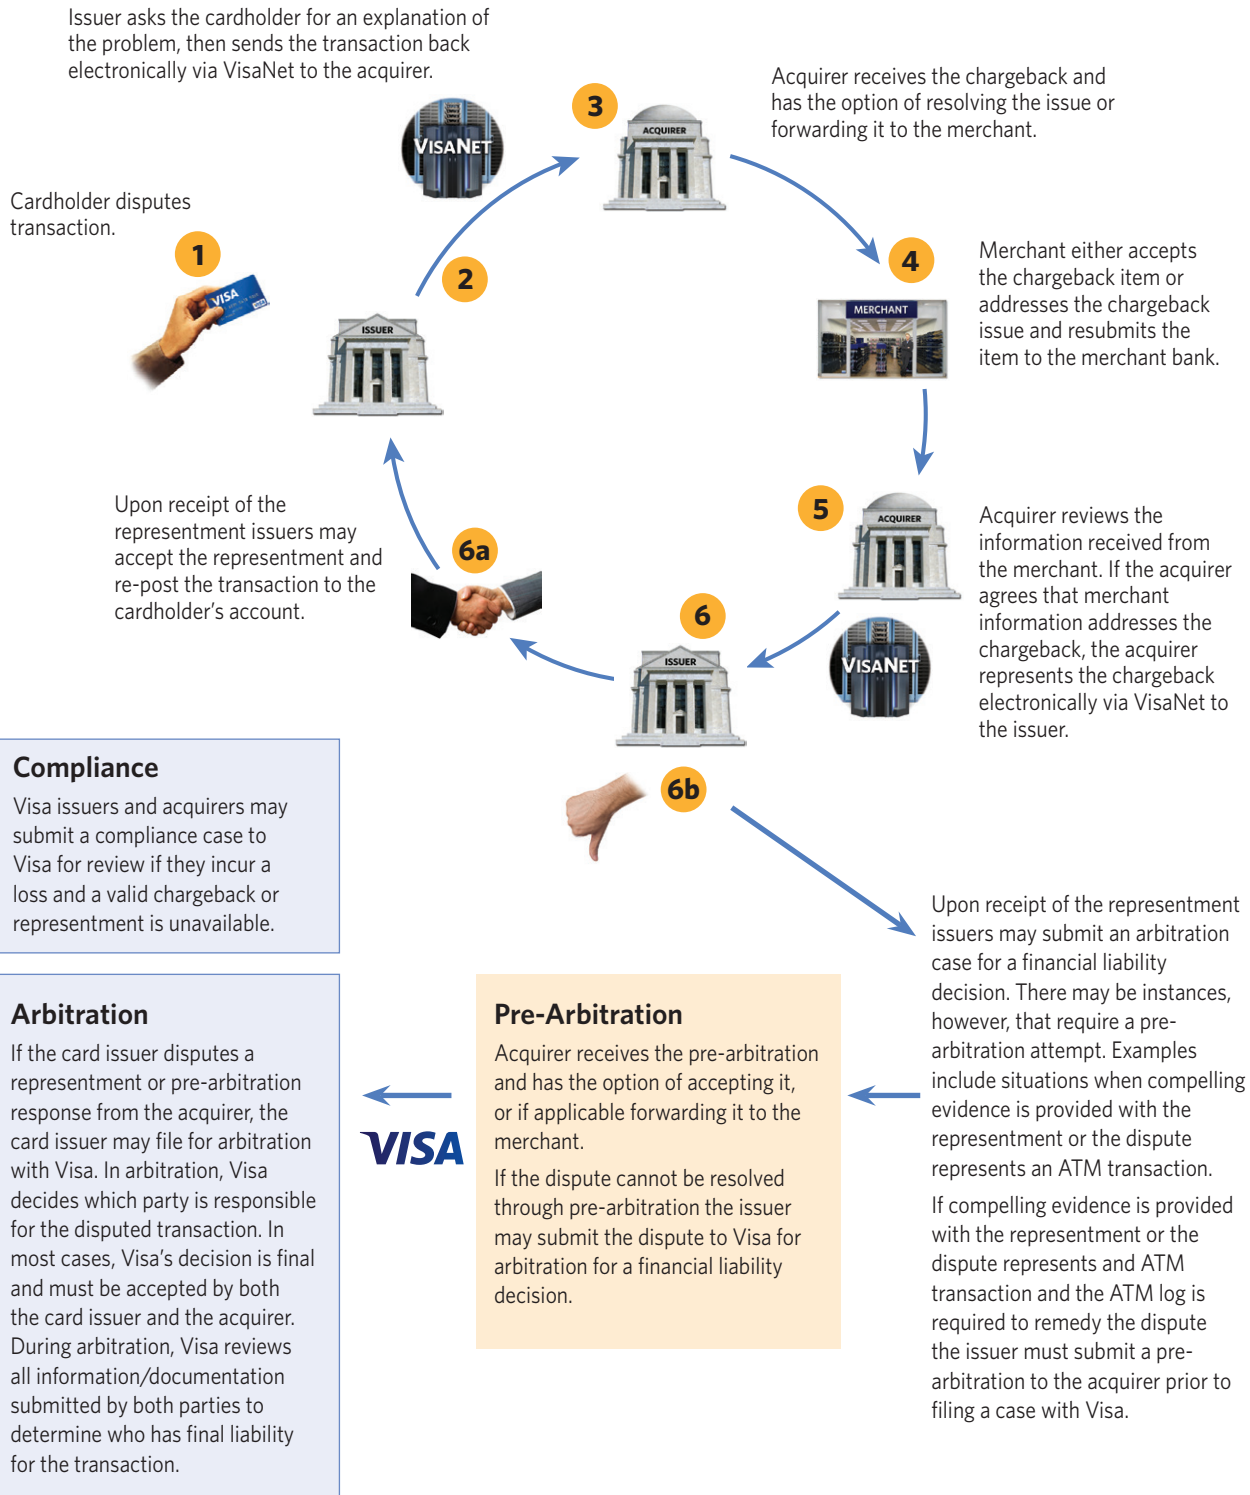 Issuer asks the cardholder for an explanation of
the problem, then sends the transaction back
electronically via VisaNet to the acquirer.
VISANET
3
ACQUIRER
Acquirer receives the chargeback and
has the option of resolving the issue or
forwarding it to the merchant.
Cardholder disputes
transaction.
1
VISA
VISA
2
ISSUER
4
MERCHANT
Merchant either accepts
the chargeback item or
addresses the chargeback
issue and resubmits the
item to the merchant bank.
5
ACQUIRER
VISANET
Acquirer reviews the
information received from
the merchant. If the acquirer
agrees that merchant
information addresses the
chargeback, the acquirer
represents the chargeback
electronically via VisaNet to
the issuer.
Upon receipt of the
representment issuers may
accept the representment and
re-post the transaction to the
cardholder's account.
6a
6
ISSUER
6b
Compliance
Visa issuers and acquirers may
submit a compliance case to
Visa for review if they incur a
loss and a valid chargeback or
representment is unavailable.
Upon receipt of the representment
issuers may submit an arbitration
case for a financial liability
decision. There may be instances,
however, that require a pre-
arbitration attempt. Examples
include situations when compelling
evidence is provided with the
representment or the dispute
represents an ATM transaction.
If compelling evidence is provided
with the representment or the
dispute represents and ATM
transaction and the ATM log is
required to remedy the dispute
the issuer must submit a pre-
arbitration to the acquirer prior to
filing a case with Visa.
Pre-Arbitration
Acquirer receives the pre-arbitration
and has the option of accepting it,
or if applicable forwarding it to the
merchant.
If the dispute cannot be resolved
through pre-arbitration the issuer
may submit the dispute to Visa for
arbitration for a financial liability
decision.
VISA
Arbitration
If the card issuer disputes a
representment or pre-arbitration
response from the acquirer, the
card issuer may file for arbitration
with Visa. In arbitration, Visa
decides which party is responsible
for the disputed transaction. In
most cases, Visa's decision is final
and must be accepted by both
the card issuer and the acquirer.
During arbitration, Visa reviews
all information/documentation
submitted by both parties to
determine who has final liability
for the transaction.